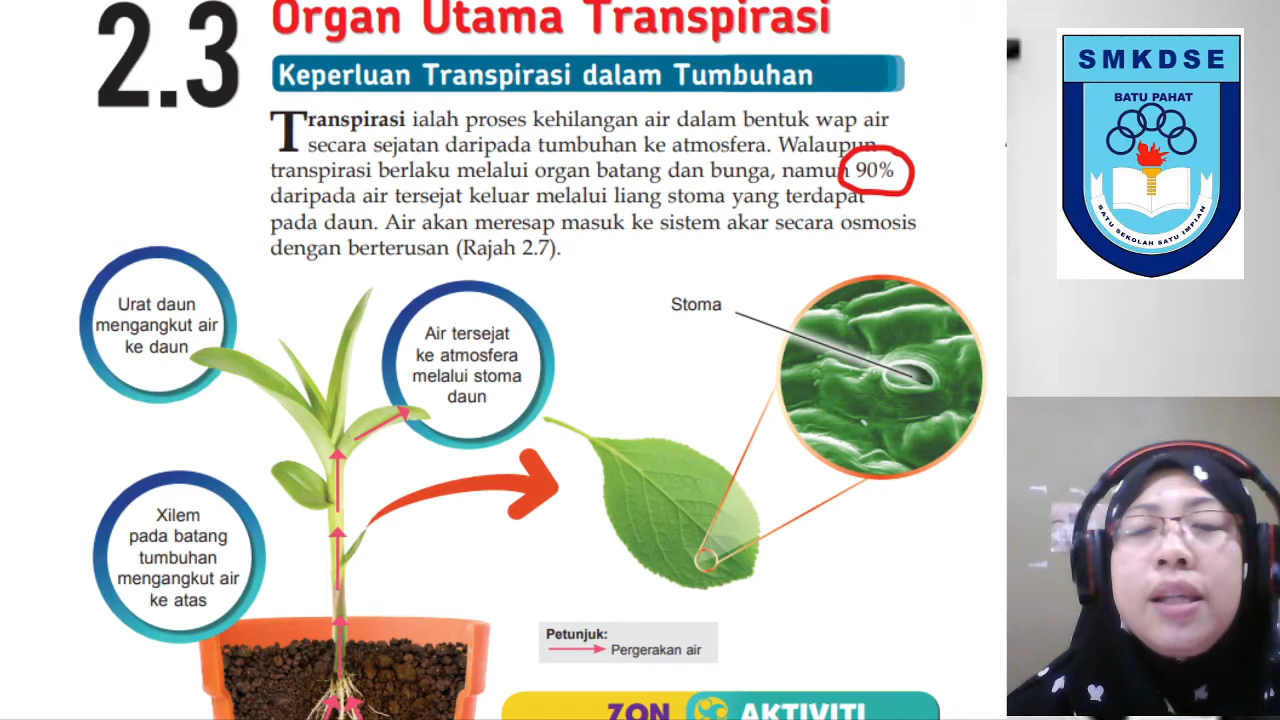 2.3
Organ Utama Transpirasi
Keperluan Transpirasi dalam Tumbuhan
Transpirasi ialah proses kehilangan air dalam bentuk wap air
secara sejatan daripada tumbuhan ke atmosfera. Walaupun
transpirasi berlaku melalui organ batang dan bunga, namun 90%
daripada air tersejat keluar melalui liang stoma yang terdapat
pada daun. Air akan meresap masuk ke sistem akar secara osmosis
dengan berterusan (Rajah 2.7).
Urat daun
mengangkut air
ke daun
Air tersejat
ke atmosfera
melalui stoma
daun
Stoma
Xilem
pada batang
tumbuhan
mengangkut air
ke atas
Petunjuk:
Pergerakan air
ZON AKTIVITI
SMKDSE
BATU PAHAT
SATU SEKOLAH SATU IMPIAN